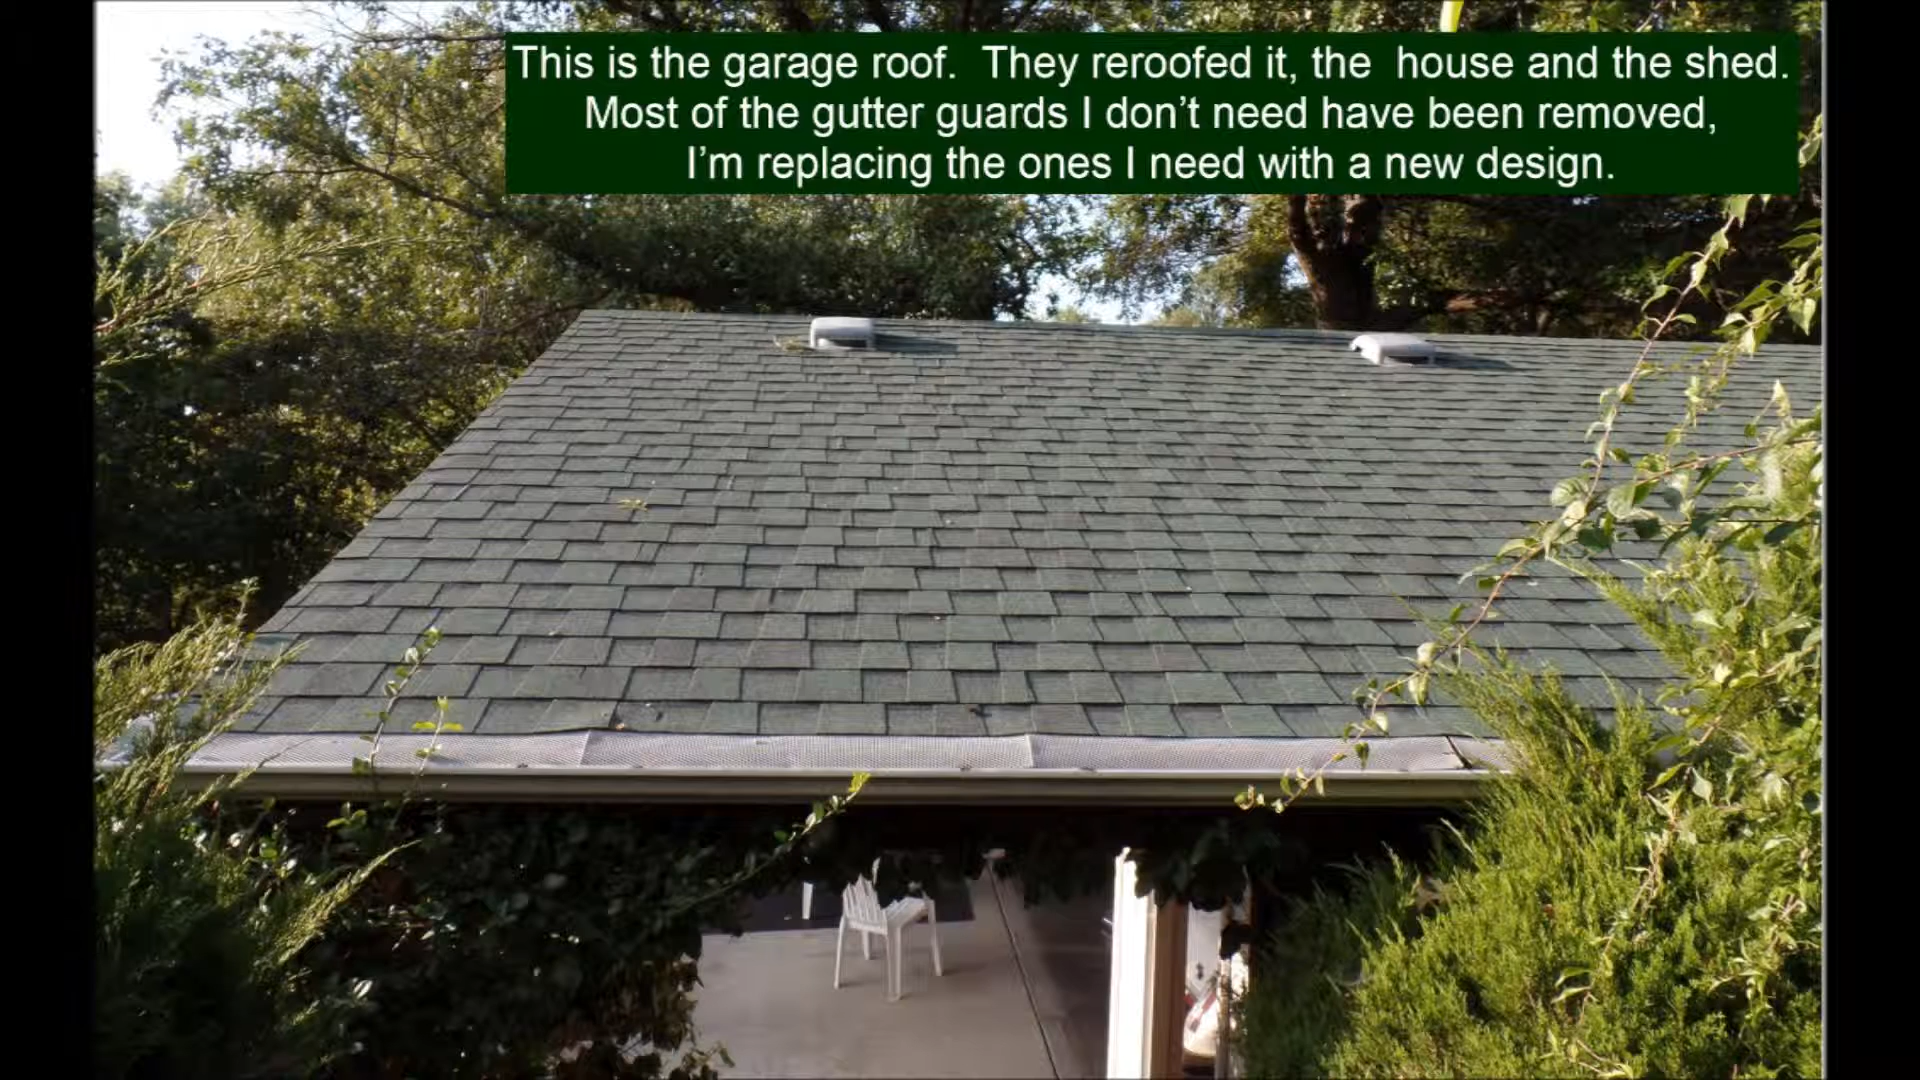 This is the garage roof.  They reroofed it, the  house and the shed.
Most of the gutter guards I don’t need have been removed,
I’m replacing the ones I need with a new design.